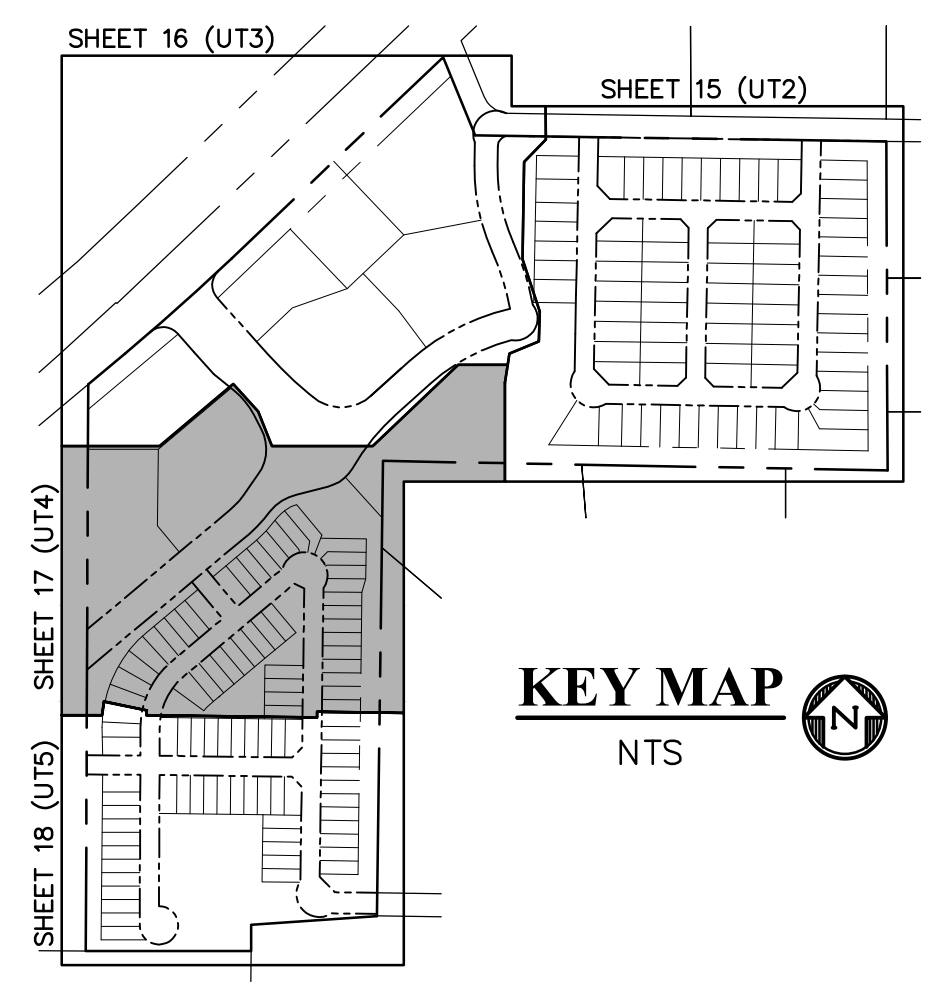 SHEET 16 (UT3)
SHEET 15 (UT2)
SHEET 17 (UT4)
SHEET 18 (UT5)
KEY MAP
NTS
N